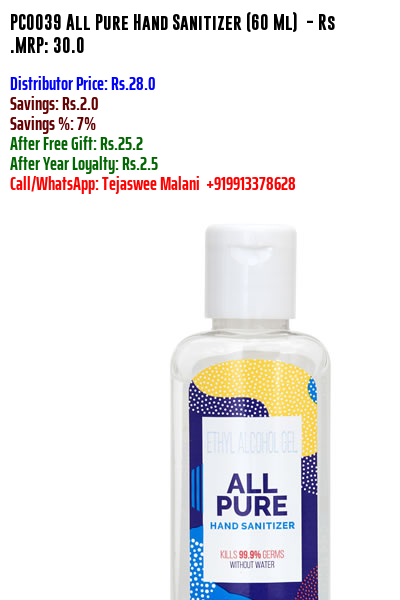 PC0039 All Pure Hand Sanitizer (60 Ml) - Rs
.MRP: 30.0
Distributor Price: Rs.28.0
Savings: Rs.2.0
Savings %: 7%
After Free Gift: Rs.25.2
After Year Loyalty: Rs.2.5
Call/WhatsApp: Tejaswee Malani +919913378628
ETHYL ALCOHOL GEL
ALL
PURE
HAND SANITIZER
KILLS 99.9% GERMS
WITHOUT WATER